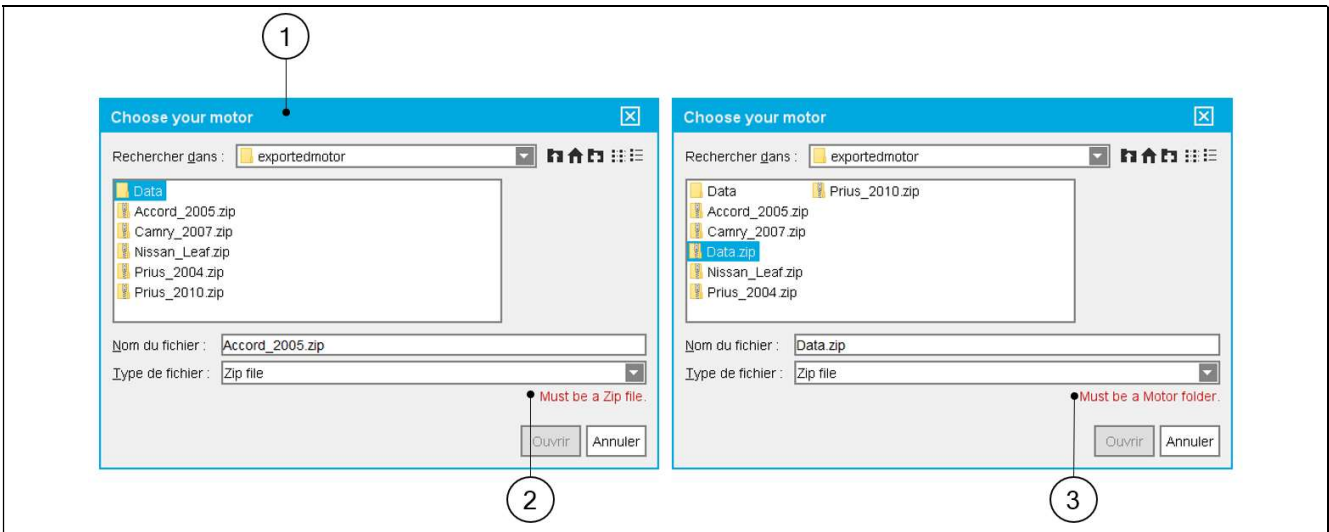 1
Choose your motor
Rechercher dans : exportedmotor
Data
Accord_2005.zip
Camry_2007.zip
Nissan_Leaf.zip
Prius_2004.zip
Prius_2010.zip
Nom du fichier : Accord_2005.zip
Type de fichier : Zip file
Must be a Zip file.
Ouvrir Annuler
2
Choose your motor
Rechercher dans : exportedmotor
Data Prius_2010.zip
Accord_2005.zip
Camry_2007.zip
Data.zip
Nissan_Leaf.zip
Prius_2004.zip
Nom du fichier : Data.zip
Type de fichier : Zip file
Must be a Motor folder.
Ouvrir Annuler
3